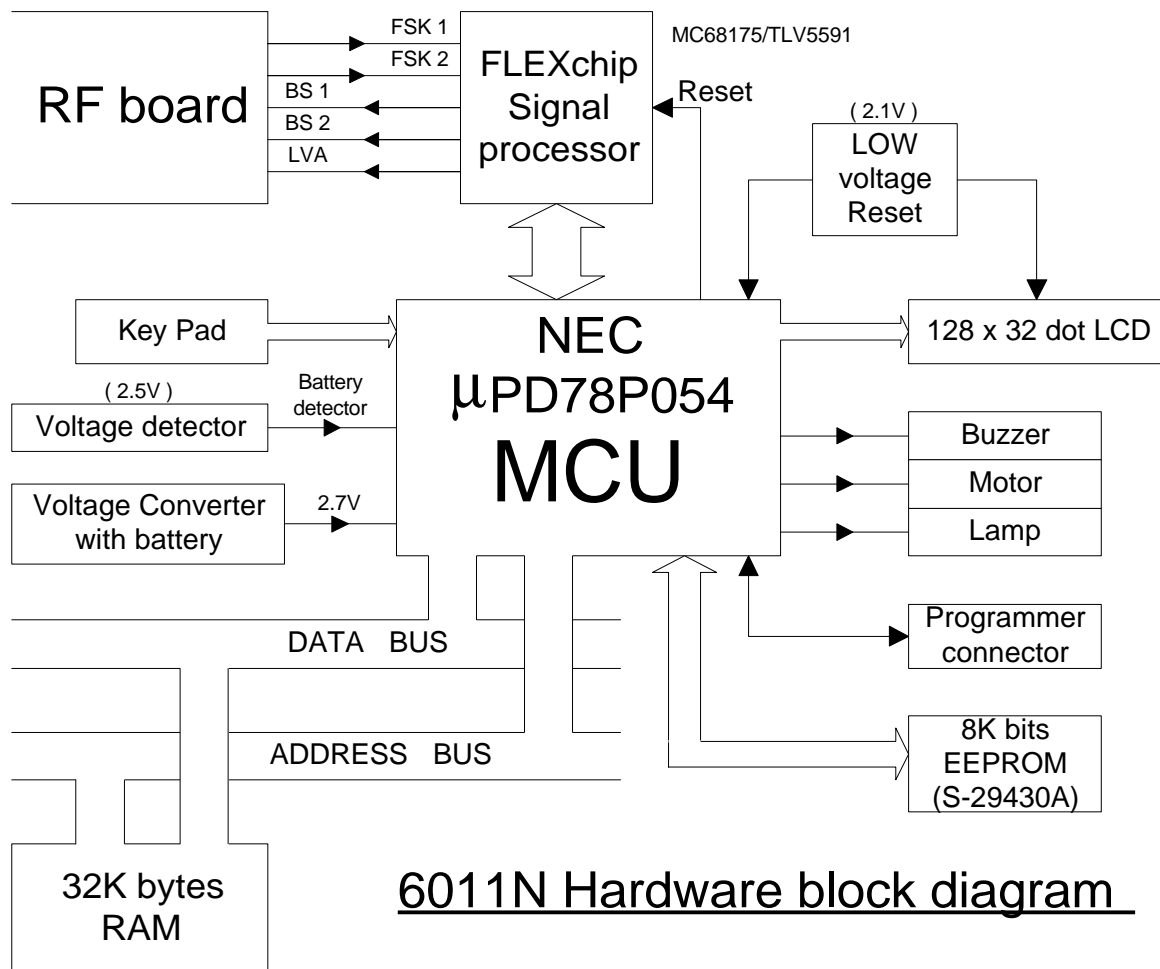 FSK 1
FSK 2
BS 1
BS 2
LVA
RF board
FLEXchip
Signal
processor
MC68175/TLV5591
Reset
( 2.1V )
LOW
voltage
Reset
Key Pad
NEC
μPD78P054
MCU
128 x 32 dot LCD
( 2.5V )
Voltage detector
Battery
detector
Voltage Converter
with battery
2.7V
Buzzer
Motor
Lamp
DATA BUS
Programmer
connector
ADDRESS BUS
8K bits
EEPROM
(S-29430A)
32K bytes
RAM
6011N Hardware block diagram